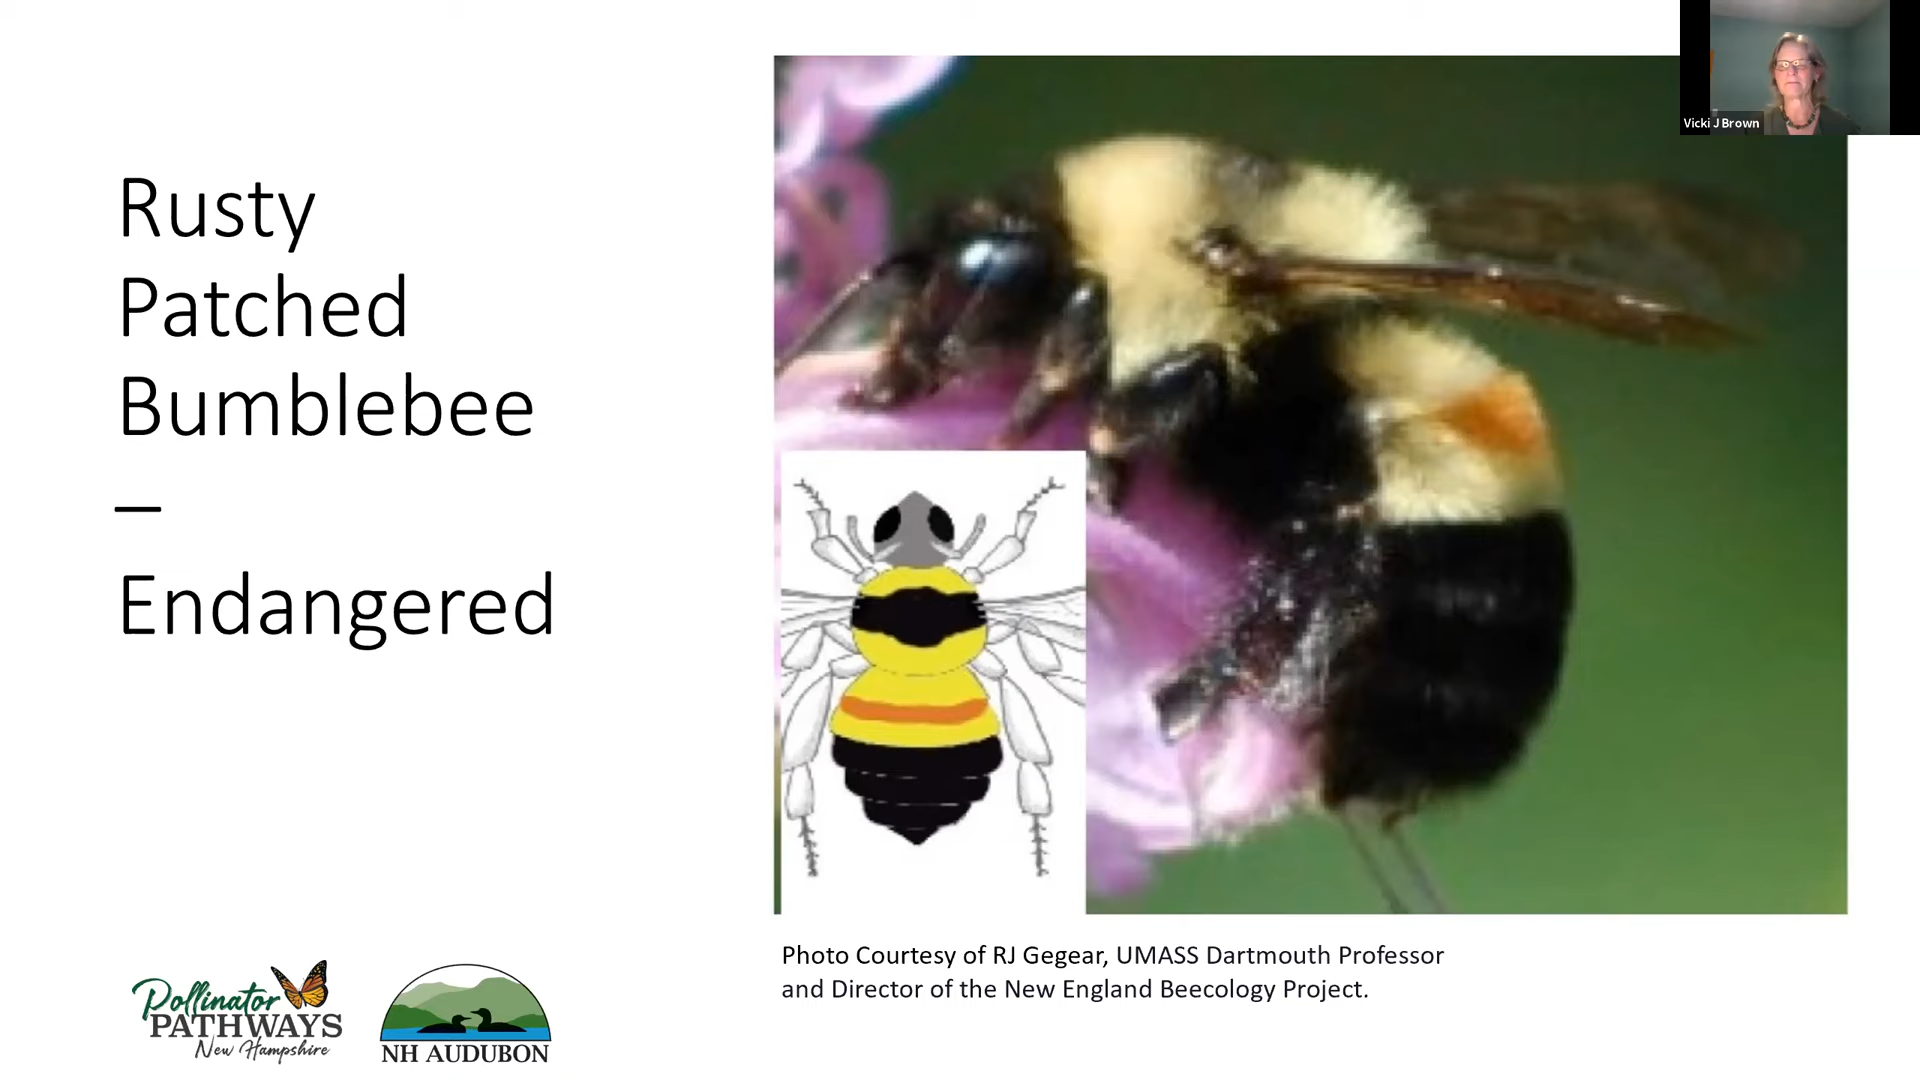 Rusty
Patched
Bumblebee
–
Endangered
Vicki J Brown
Photo Courtesy of RJ Gegear, UMASS Dartmouth Professor
and Director of the New England Beecology Project.
Pollinator
PATHWAYS
New Hampshire
NH AUDUBON